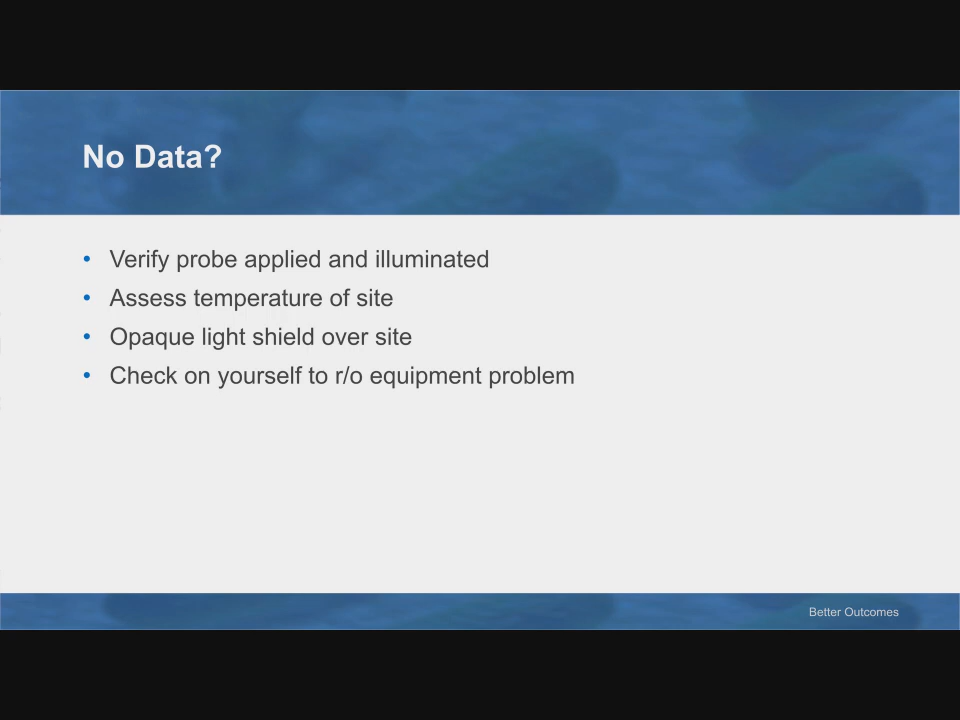 No Data?
• Verify probe applied and illuminated
• Assess temperature of site
• Opaque light shield over site
• Check on yourself to r/o equipment problem
Better Outcomes